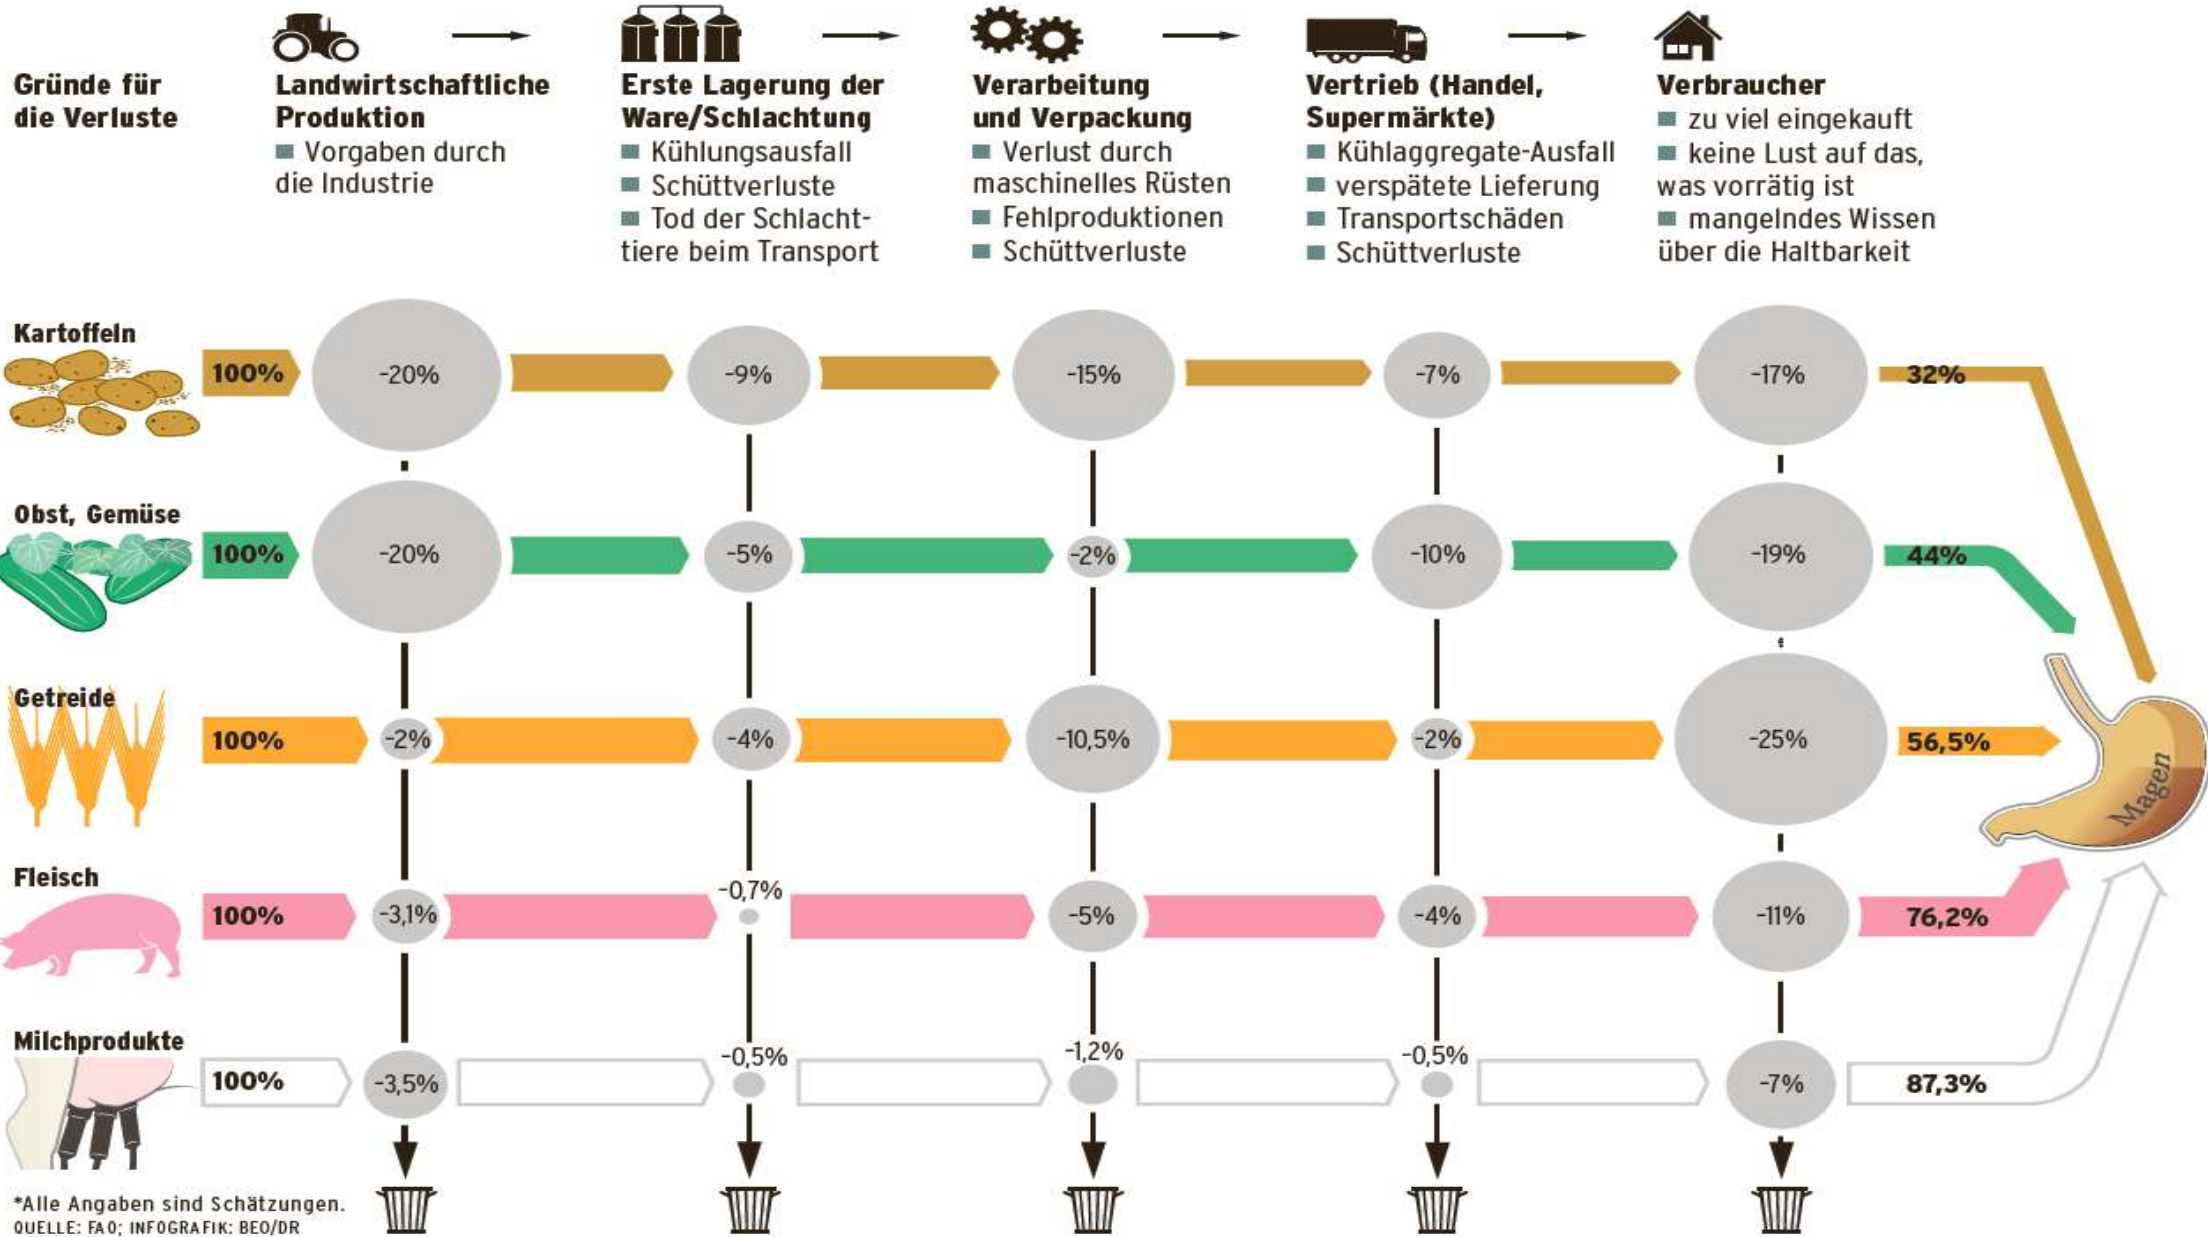 Gründe für
die Verluste
Landwirtschaftliche
Produktion
■ Vorgaben durch
die Industrie
Erste Lagerung der
Ware/Schlachtung
■ Kühlungsausfall
■ Schüttverluste
■ Tod der Schlacht-
tiere beim Transport
Verarbeitung
und Verpackung
■ Verlust durch
maschinelles Rüsten
■ Fehlproduktionen
■ Schüttverluste
Vertrieb (Handel,
Supermärkte)
■ Kühlaggregate-Ausfall
■ verspätete Lieferung
■ Transportschäden
■ Schüttverluste
Verbraucher
■ zu viel eingekauft
■ keine Lust auf das,
was vorrätig ist
■ mangelndes Wissen
über die Haltbarkeit
Kartoffeln
100% -20% -9% -15% -7% -17% 32%
Obst, Gemüse
100% -20% -5% -2% -10% -19% 44%
Getreide
100% -2% -4% -10,5% -2% -25% 56,5%
Magen
Fleisch
100% -3,1% -0,7% -5% -4% -11% 76,2%
Milchprodukte
100% -3,5% -0,5% -1,2% -0,5% -7% 87,3%
*Alle Angaben sind Schätzungen.
QUELLE: FAO; INFOGRAFIK: BEO/DR